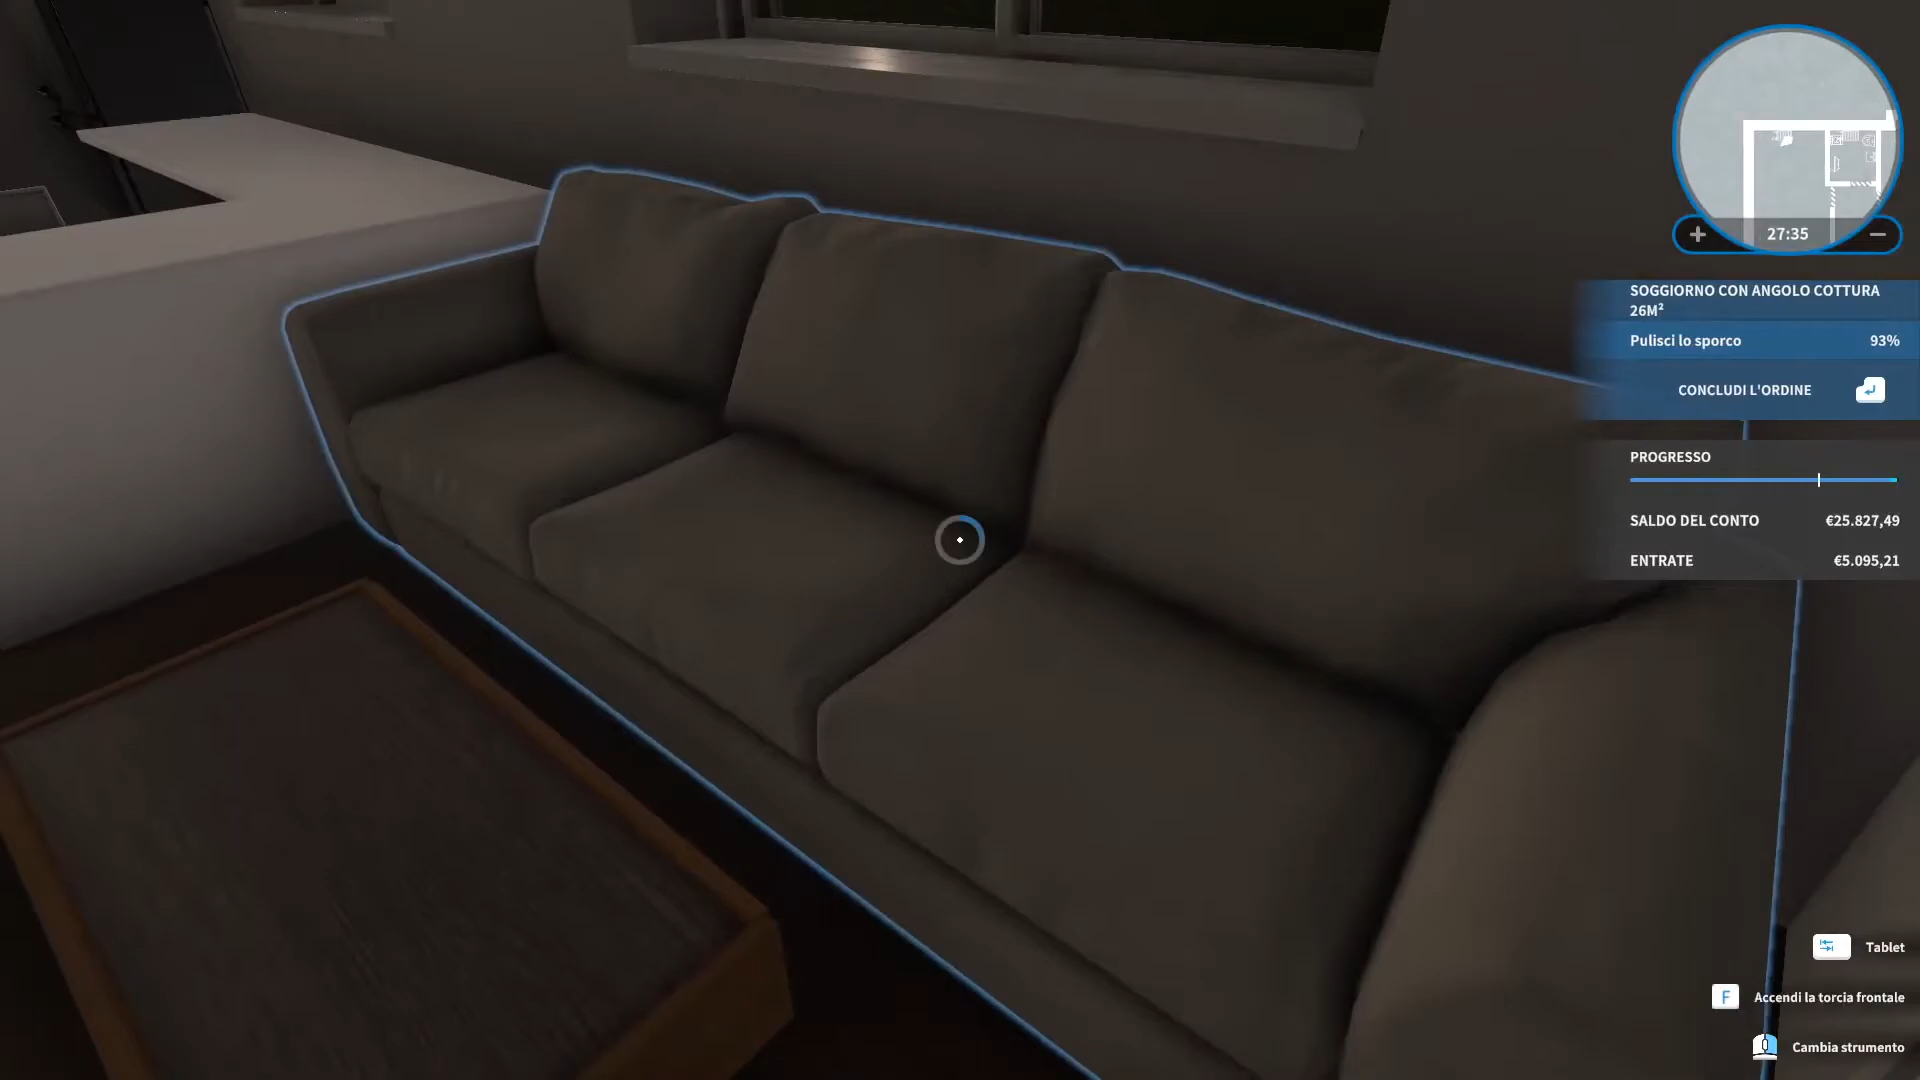 27:35
SOGGIORNO CON ANGOLO COTTURA
26M²
Pulisci lo sporco 93%
CONCLUDI L'ORDINE
PROGRESSO
SALDO DEL CONTO €25.827,49
ENTRATE €5.095,21
Tablet
F Accendi la torcia frontale
Cambia strumento